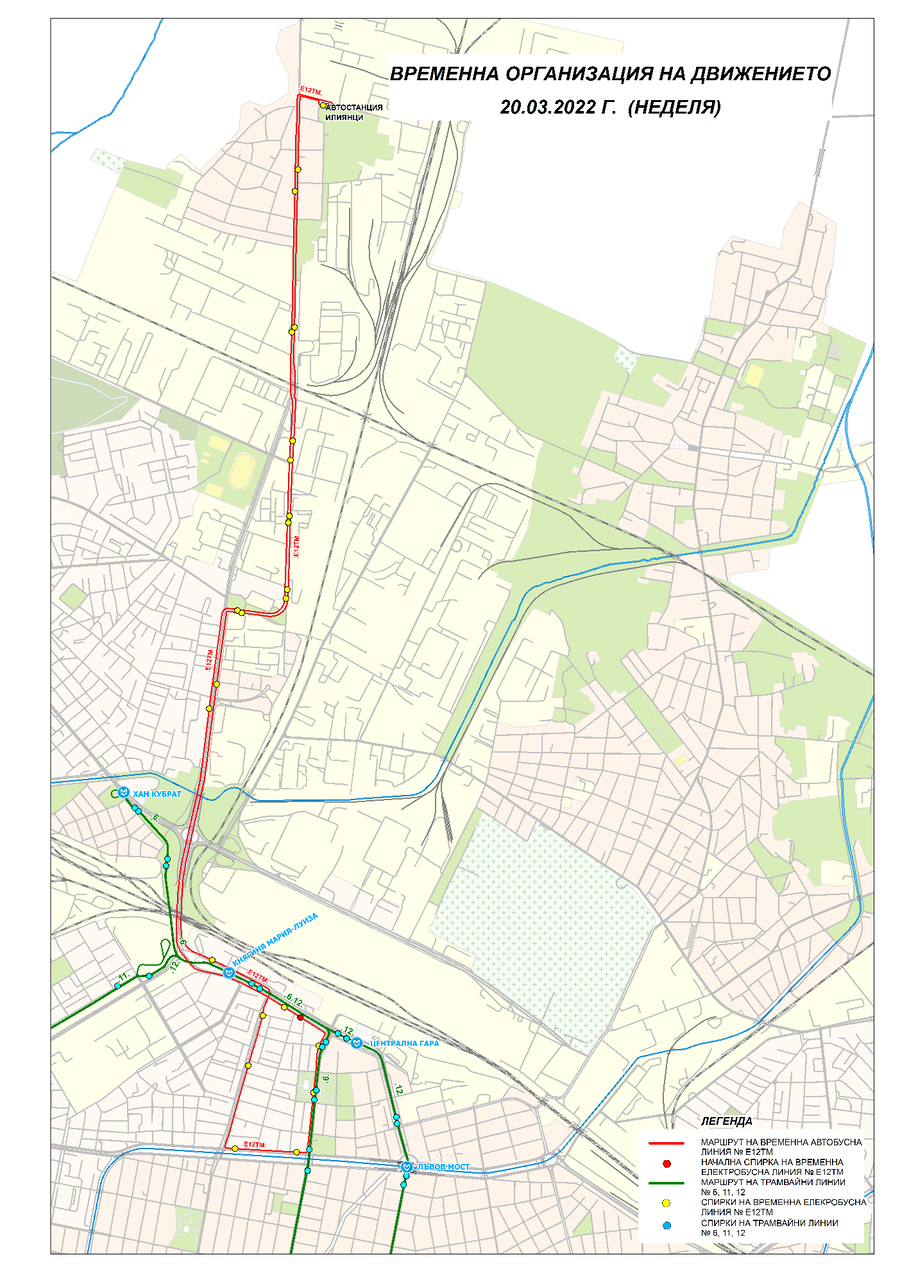 ВРЕМЕННА ОРГАНИЗАЦИЯ НА ДВИЖЕНИЕТО
20.03.2022 Г. (НЕДЕЛЯ)
E12TM
АВТОСТАНЦИЯ
ИЛИЯНЦИ
E12TM
E12TM
ХАН КУБРАТ
.6.
КНЯГИНЯ МАРИЯ-ЛУИЗА
.6.
.12.
.11.
E12TM
.6.12.
.12.
ЦЕНТРАЛНА ГАРА
.6.
.12.
E12TM
ЛЪВОВ МОСТ
ЛЕГЕНДА
МАРШРУТ НА ВРЕМЕННА АВТОБУСНА
ЛИНИЯ № E12TM
НАЧАЛНА СПИРКА НА ВРЕМЕННА
ЕЛЕКТРОБУСНА ЛИНИЯ № E12TM
МАРШРУТ НА ТРАМВАЙНИ ЛИНИИ
№ 6, 11, 12
СПИРКИ НА ВРЕМЕННА ЕЛЕКРОБУСНА
ЛИНИЯ № E12TM
СПИРКИ НА ТРАМВАЙНИ ЛИНИИ
№ 6, 11, 12